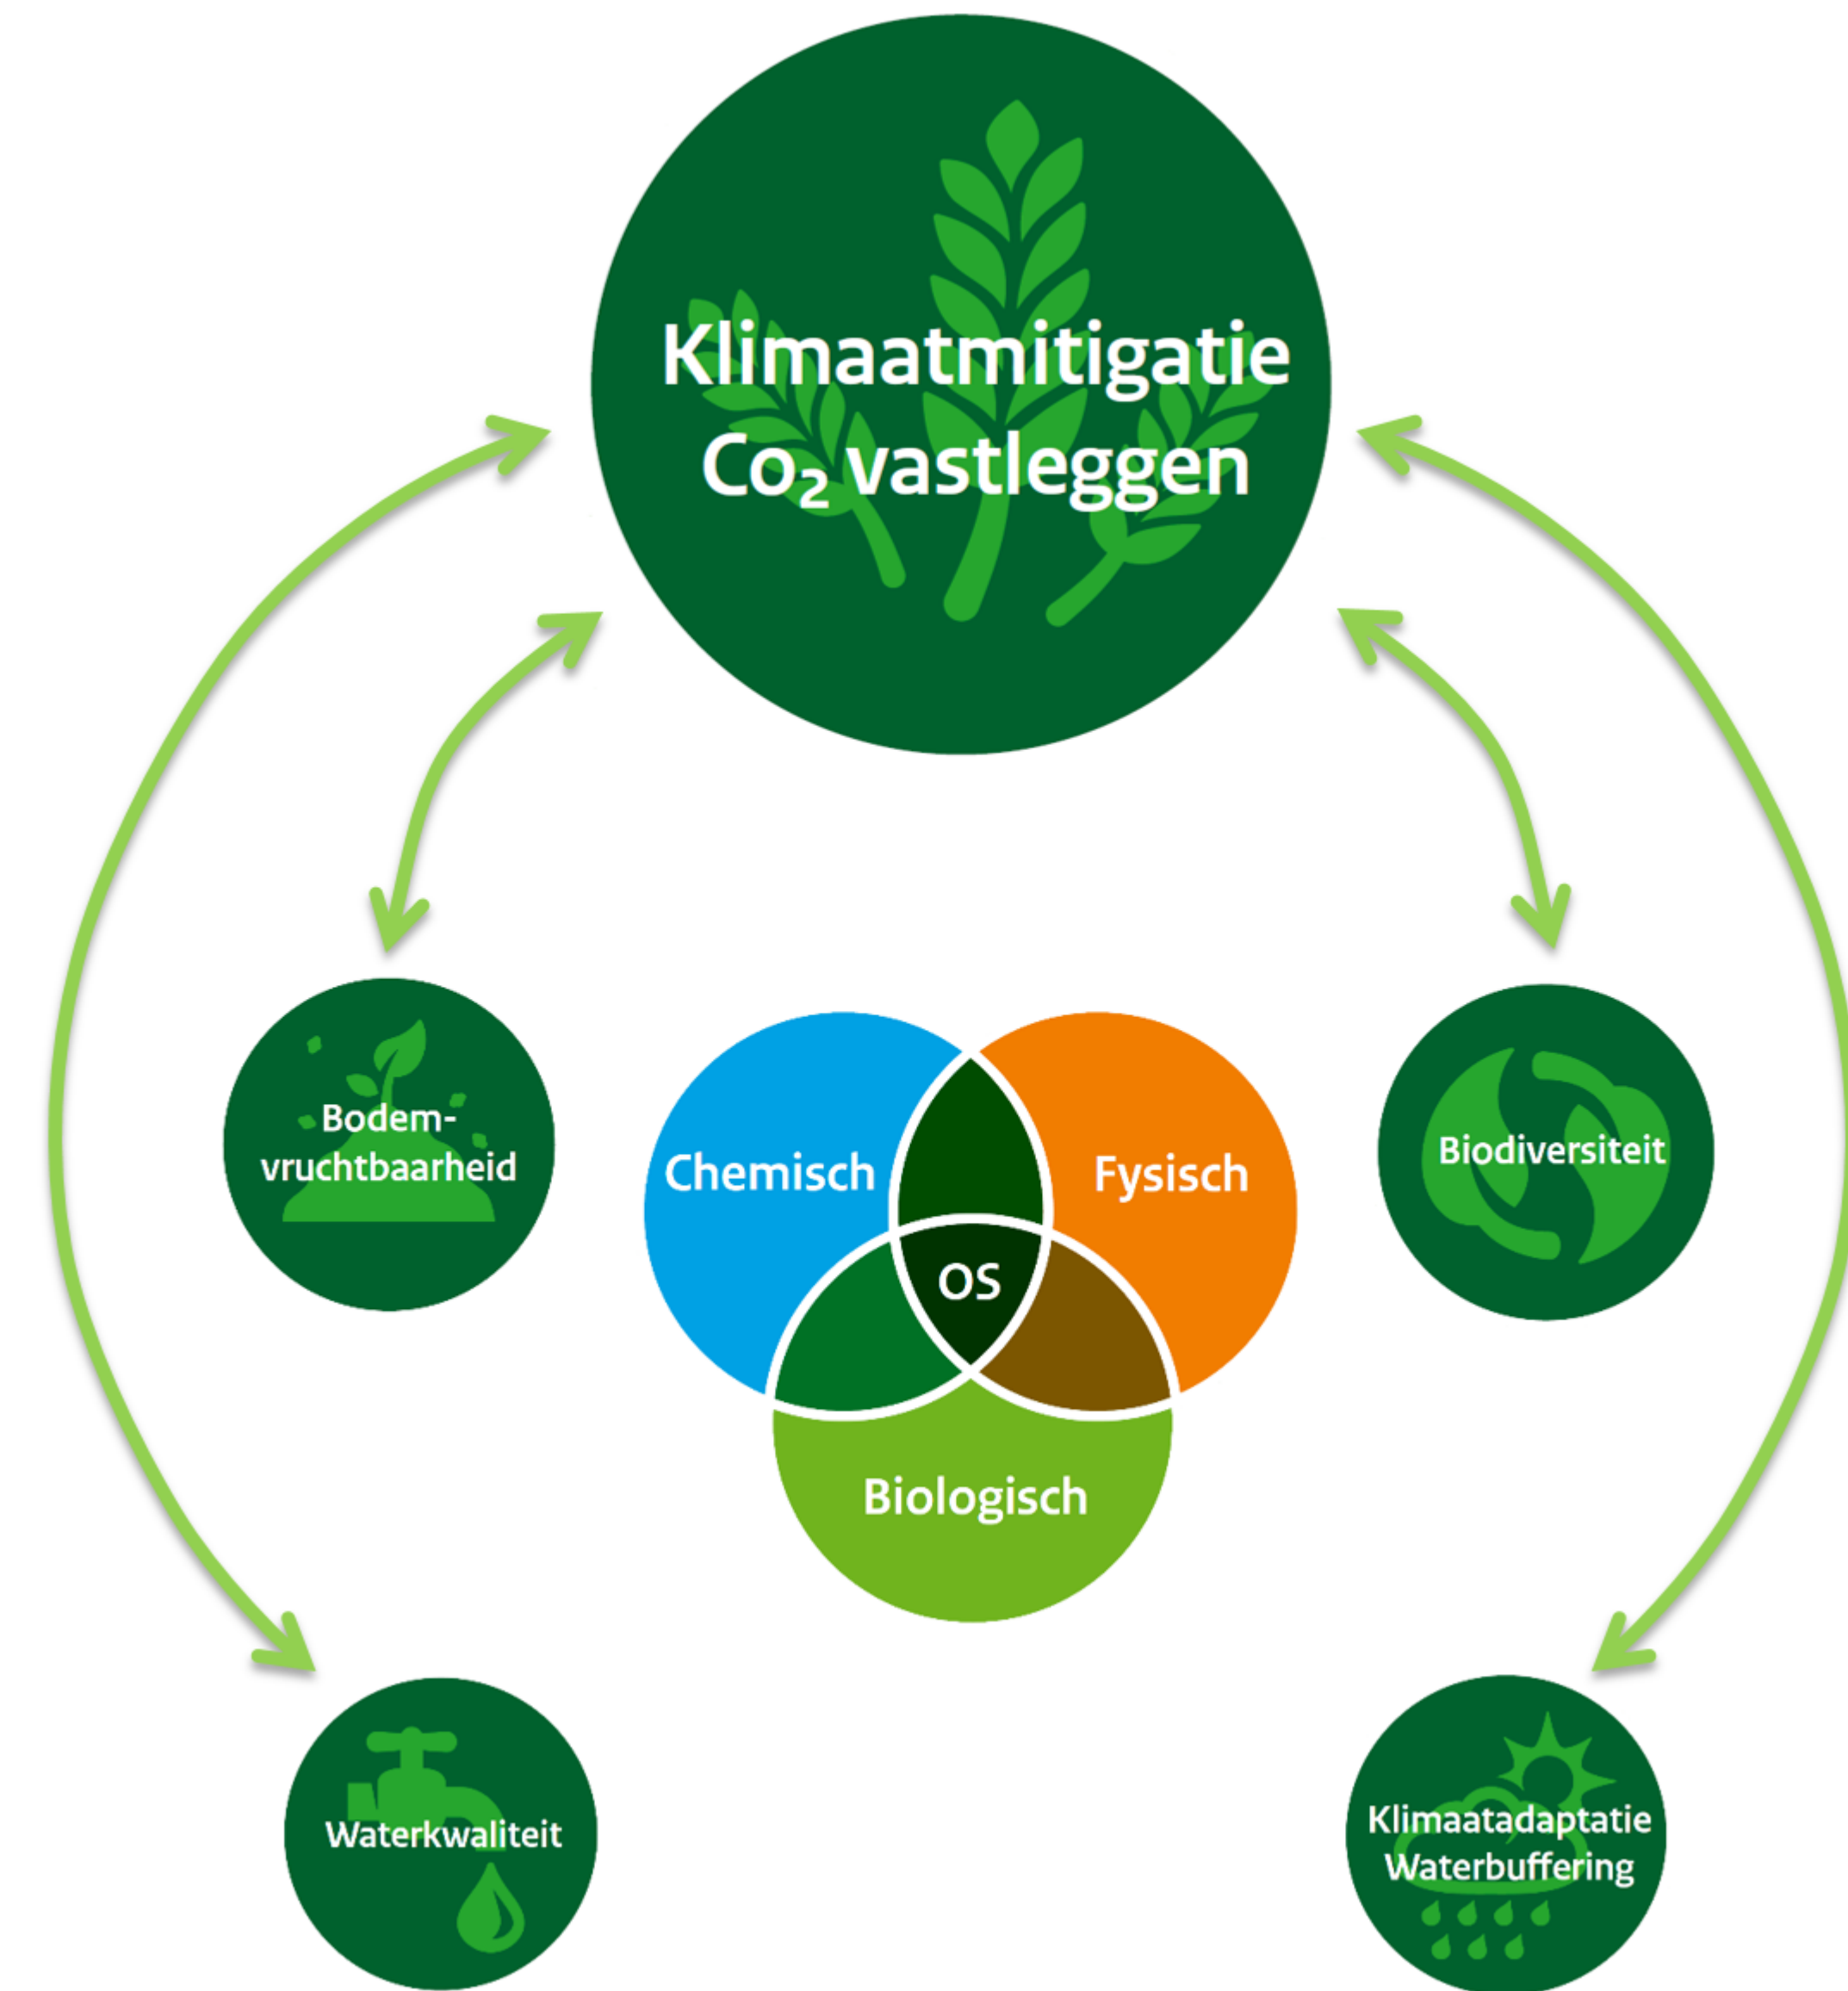 Klimaatmitigatie
Co₂ vastleggen
Bodem-
vruchtbaarheid
Chemisch
Fysisch
OS
Biologisch
Biodiversiteit
Waterkwaliteit
Klimaatadaptatie
Waterbuffering